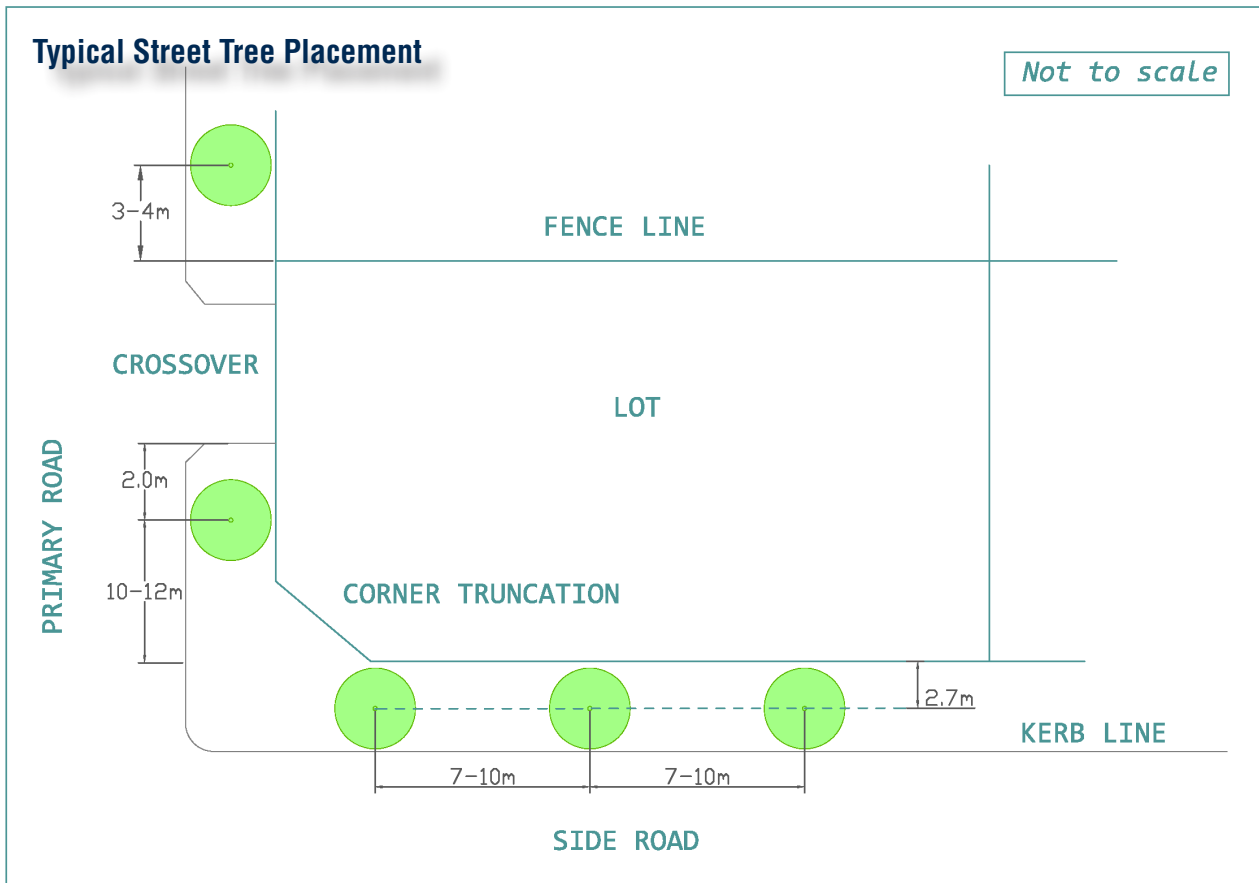 Typical Street Tree Placement
Not to scale
3-4m
FENCE LINE
CROSSOVER
LOT
PRIMARY ROAD
2.0m
10-12m
CORNER TRUNCATION
2.7m
KERB LINE
7-10m
7-10m
SIDE ROAD